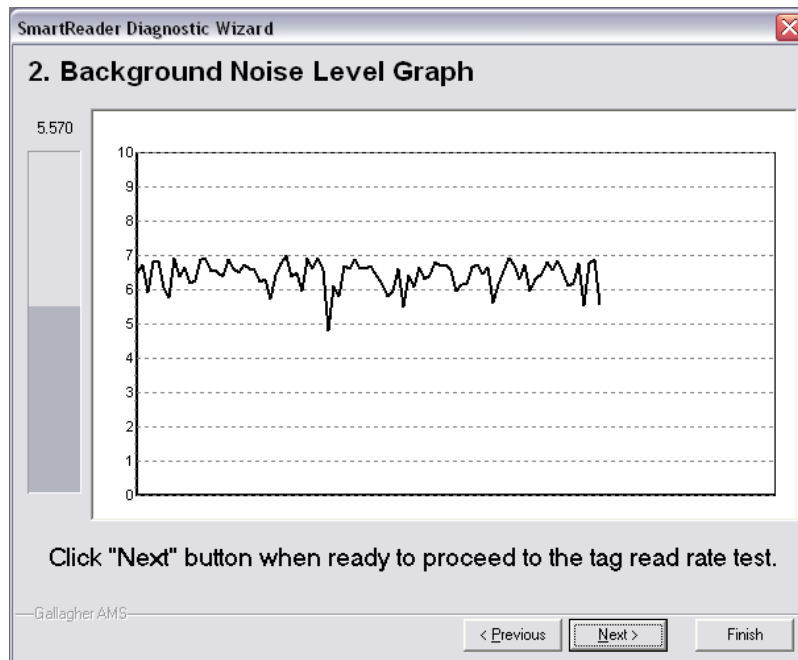 SmartReader Diagnostic Wizard
2. Background Noise Level Graph
5.570
10
9
8
7
6
5
4
3
2
1
0
Click "Next" button when ready to proceed to the tag read rate test.
Gallagher AMS
< Previous
Next >
Finish